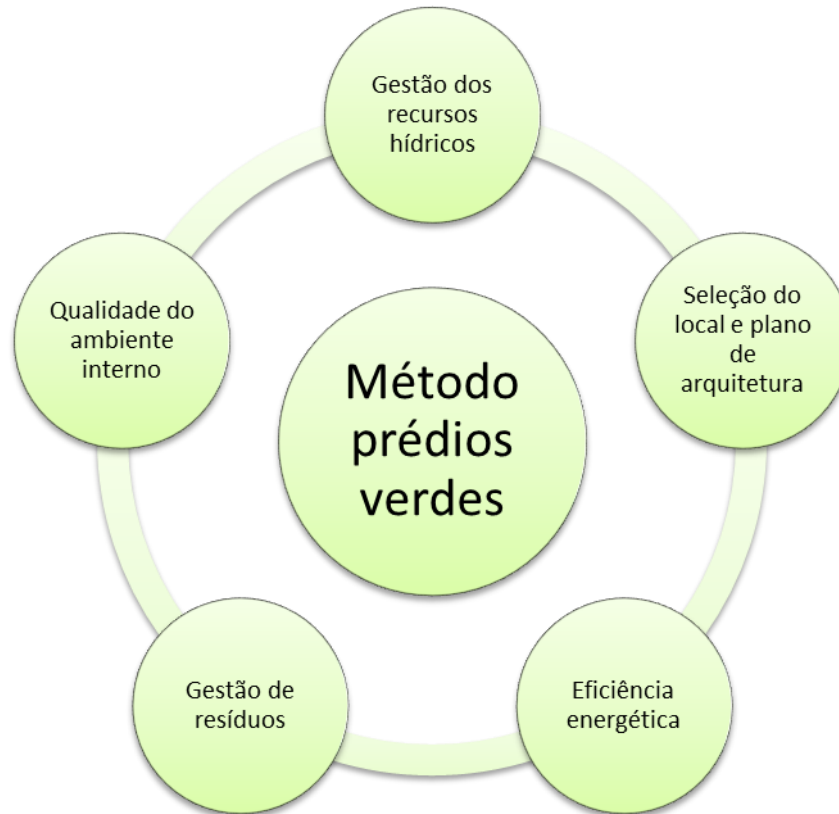 Gestão dos
recursos
hídricos
Seleção do
local e plano
de
arquitetura
Eficiência
energética
Gestão de
resíduos
Qualidade do
ambiente
interno
Método
prédios
verdes